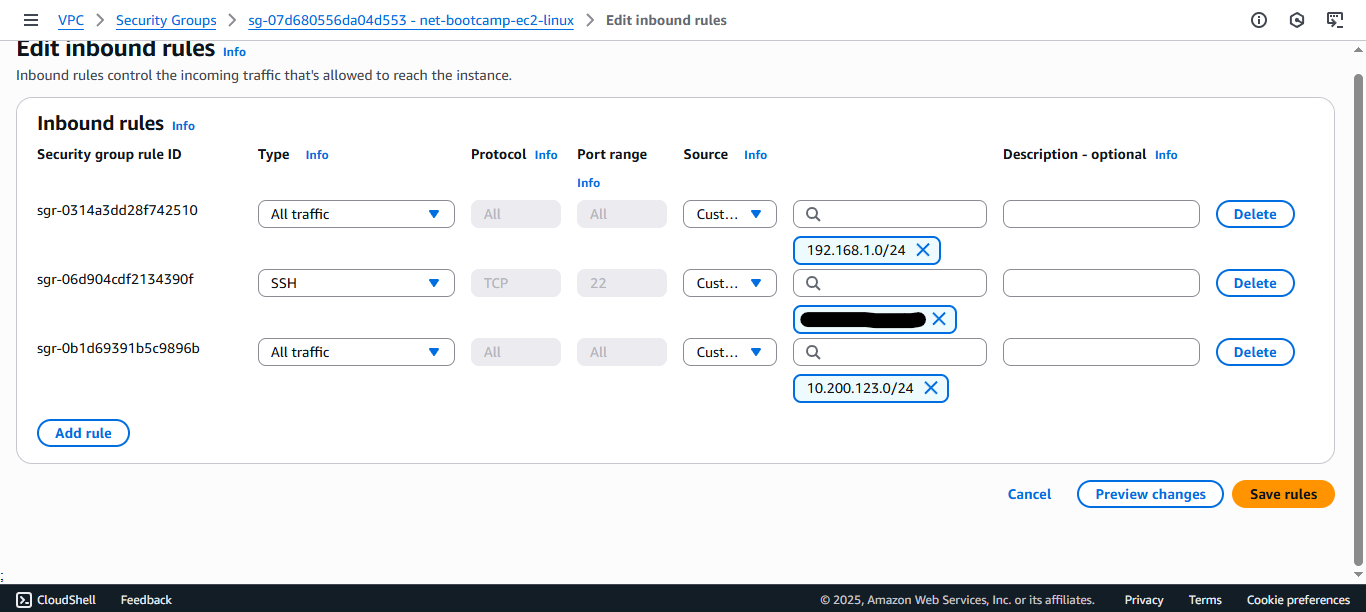 VPC > Security Groups > sg-07d680556da04d553 - net-bootcamp-ec2-linux > Edit inbound rules
Edit inbound rules Info
Inbound rules control the incoming traffic that's allowed to reach the instance.
Inbound rules Info
Security group rule ID Type Info Protocol Info Port range Source Info Description - optional Info
Info
sgr-0314a3dd28f742510 All traffic All All Cust... Delete
192.168.1.0/24
sgr-06d904cdf2134390f SSH TCP 22 Cust... Delete
sgr-0b1d69391b5c9896b All traffic All All Cust... Delete
10.200.123.0/24
Add rule
Cancel Preview changes Save rules
;
CloudShell Feedback © 2025, Amazon Web Services, Inc. or its affiliates. Privacy Terms Cookie preferences